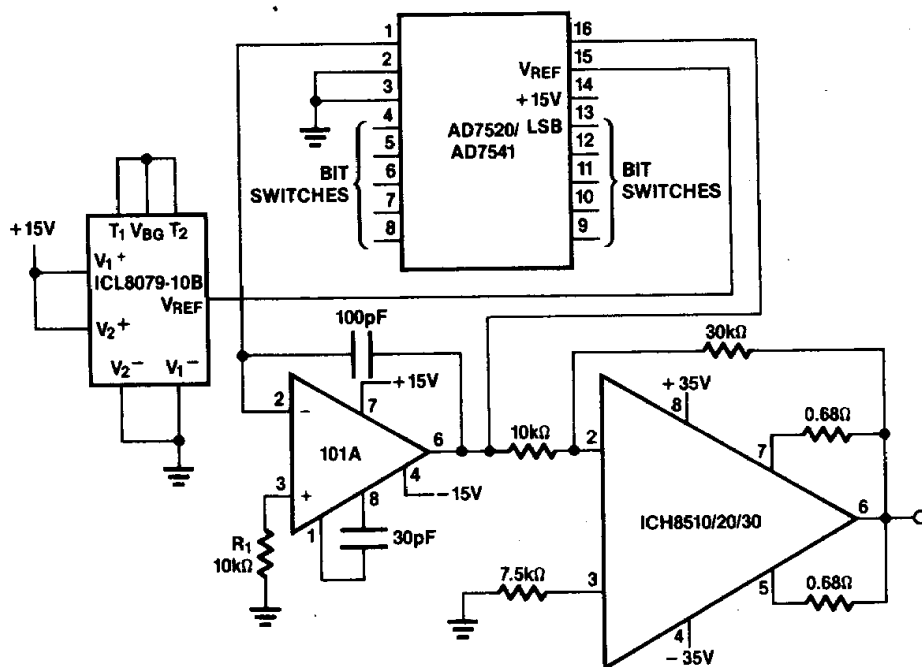 1
2
3
4
5
6
7
8
16
15
14
13
12
11
10
9
VREF
+15V
LSB
AD7520/
AD7541
BIT
SWITCHES
BIT
SWITCHES
+15V
T1 VBG T2
V1+
ICL8079-10B
VREF
V2+
V2− V1−
100pF
+15V
2
−
7
101A
6
3
+
8
4
−15V
1
30pF
R1
10kΩ
10kΩ
30kΩ
+35V
8
2
7
0.68Ω
ICH8510/20/30
6
7.5kΩ
3
5
0.68Ω
4
−35V